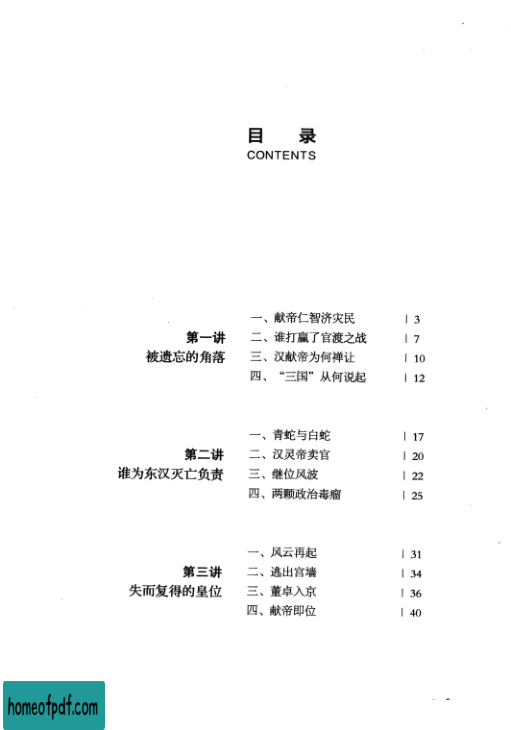 目 录
CONTENTS
第一讲
被遗忘的角落
一、献帝仁智济灾民 | 3
二、谁打赢了官渡之战 | 7
三、汉献帝为何禅让 | 10
四、“三国”从何说起 | 12
第二讲
谁为东汉灭亡负责
一、青蛇与白蛇 | 17
二、汉灵帝卖官 | 20
三、继位风波 | 22
四、两颗政治毒瘤 | 25
第三讲
失而复得的皇位
一、风云再起 | 31
二、逃出宫墙 | 34
三、董卓入京 | 36
四、献帝即位 | 40
homeofpdf.com